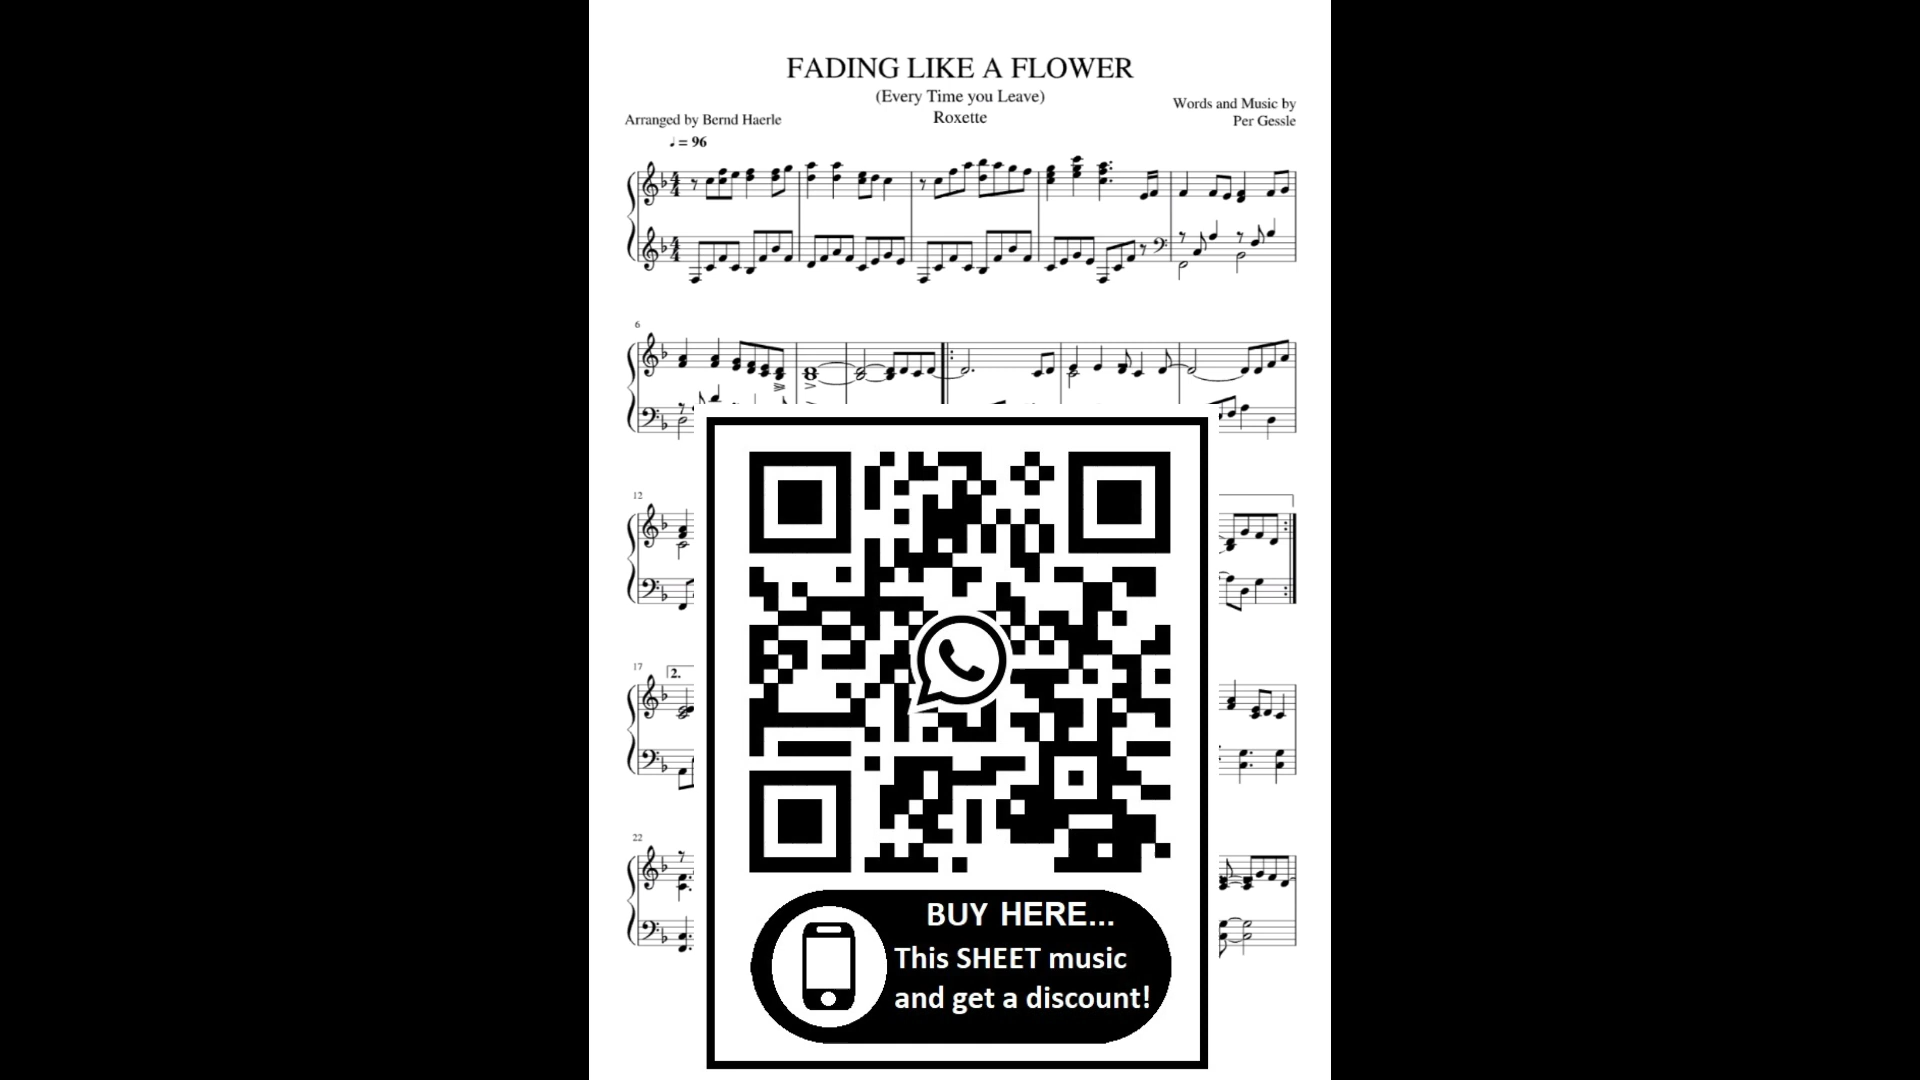 FADING LIKE A FLOWER
(Every Time you Leave)
Roxette
Arranged by Bernd Haerle
Words and Music by
Per Gessle
♩ = 96
6
12
17
2.
22
BUY HERE...
This SHEET music
and get a discount!